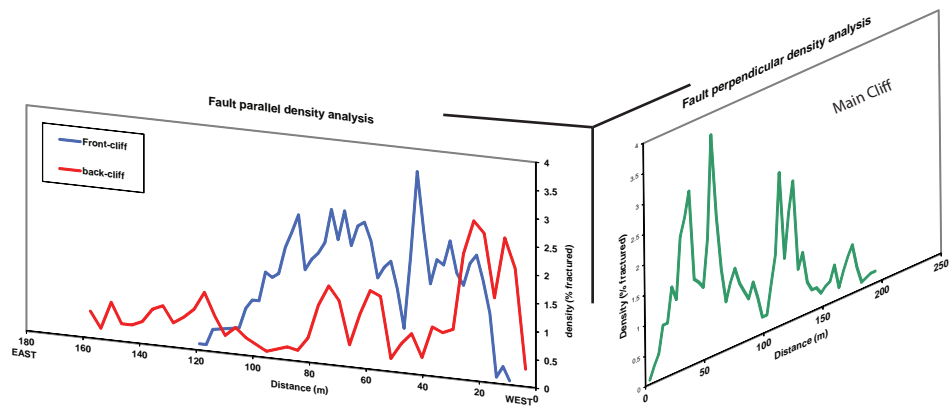 Fault parallel density analysis
Front-cliff
back-cliff
4
3.5
3
2.5
2
1.5
1
0.5
0
density (% fractured)
180 160 140 120 100 80 60 40 20 0
EAST
WEST
Distance (m)
Fault perpendicular density analysis
Main Cliff
4
3.5
3
2.5
2
1.5
1
0.5
0
Density (% fractured)
0 50 100 150 200 250
Distance (m)